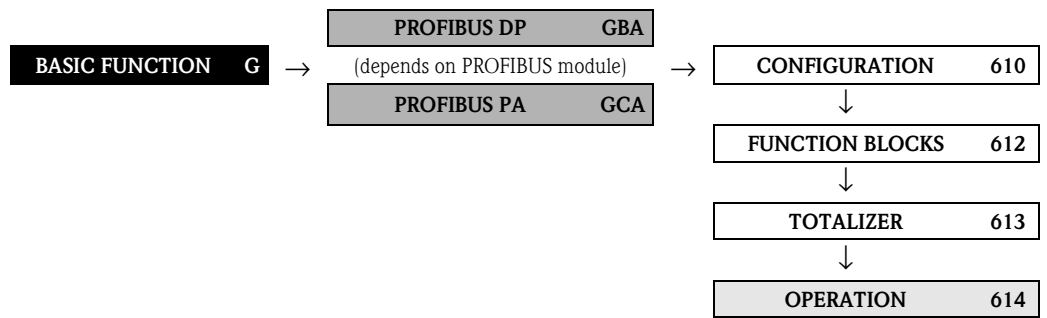 PROFIBUS DP GBA
BASIC FUNCTION G → (depends on PROFIBUS module) → CONFIGURATION 610
PROFIBUS PA GCA
↓
FUNCTION BLOCKS 612
↓
TOTALIZER 613
↓
OPERATION 614